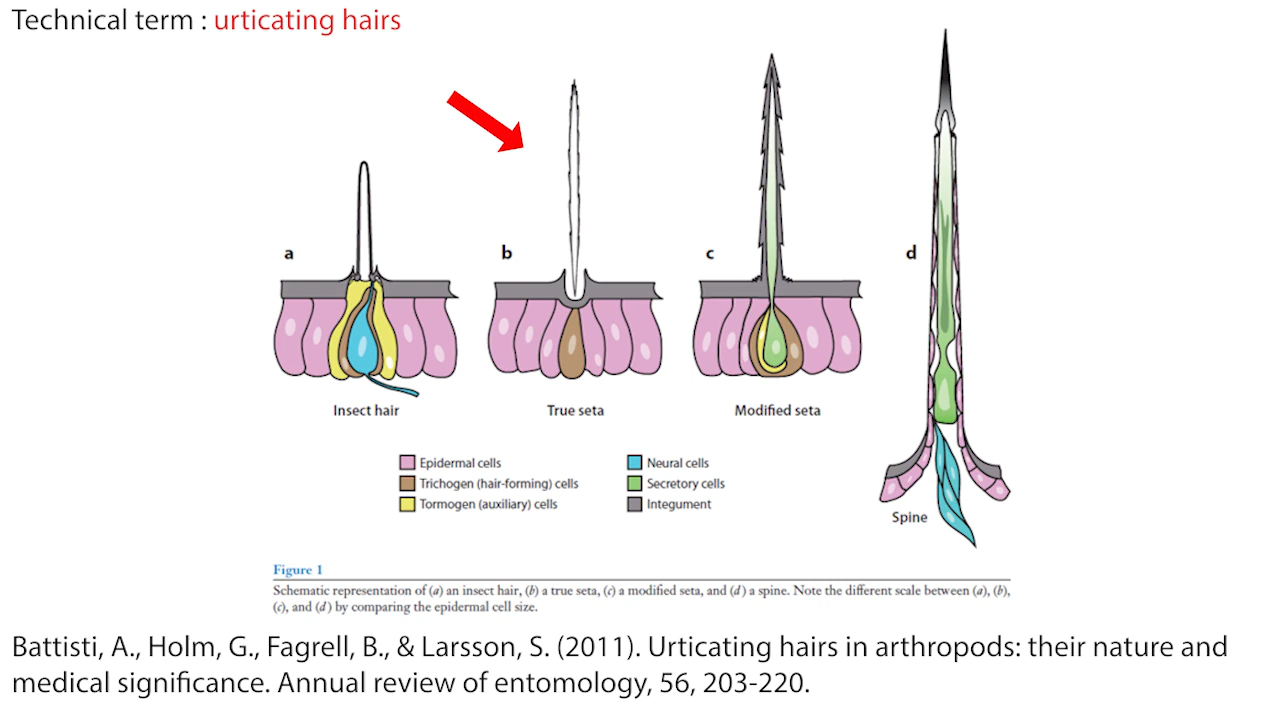 Technical term : urticating hairs
a
b
c
d
Insect hair
True seta
Modified seta
Epidermal cells
Trichogen (hair-forming) cells
Tormogen (auxiliary) cells
Neural cells
Secretory cells
Integument
Spine
Figure 1
Schematic representation of (a) an insect hair, (b) a true seta, (c) a modified seta, and (d) a spine. Note the different scale between (a), (b),
(c), and (d) by comparing the epidermal cell size.
Battisti, A., Holm, G., Fagrell, B., & Larsson, S. (2011). Urticating hairs in arthropods: their nature and
medical significance. Annual review of entomology, 56, 203-220.